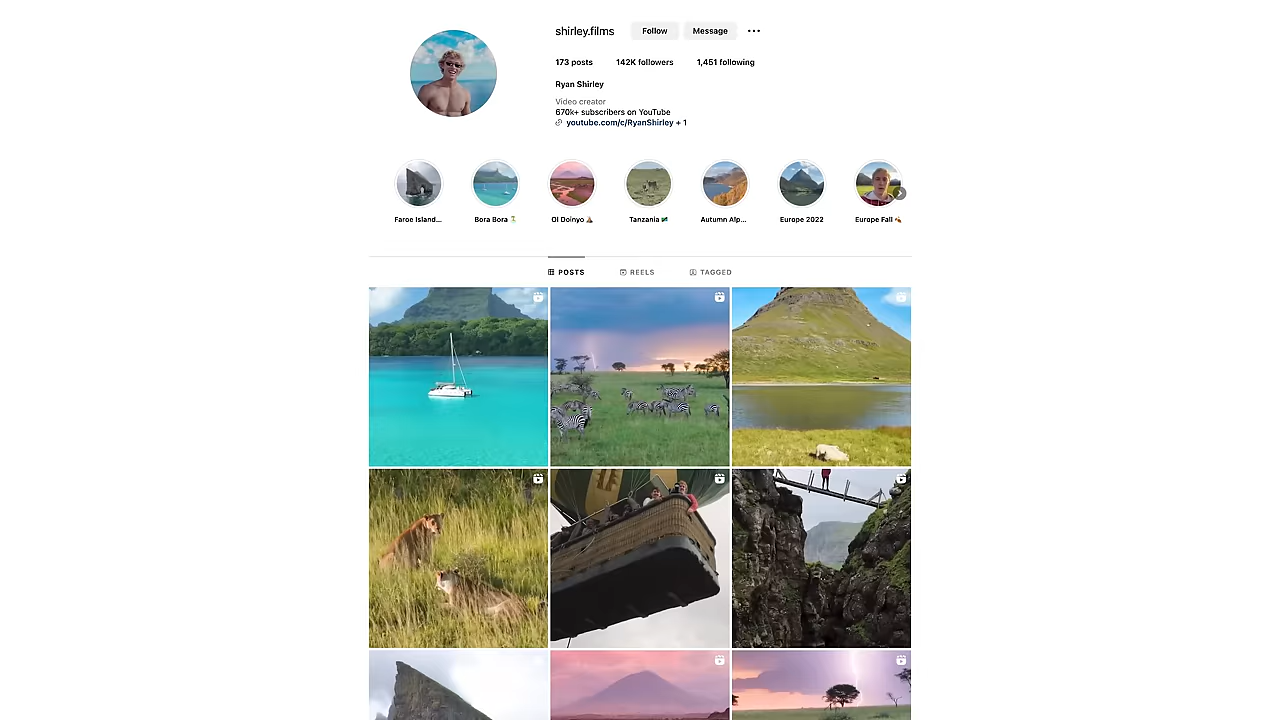 shirley.films Follow Message
173 posts 142K followers 1,451 following
Ryan Shirley
Video creator
670k+ subscribers on YouTube
youtube.com/c/RyanShirley + 1
Faroe Island... Bora Bora 🏝️ Ol Doinyo 🌋 Tanzania 🇹🇿 Autumn Alp... Europe 2022 Europe Fall 🍂
POSTS REELS TAGGED